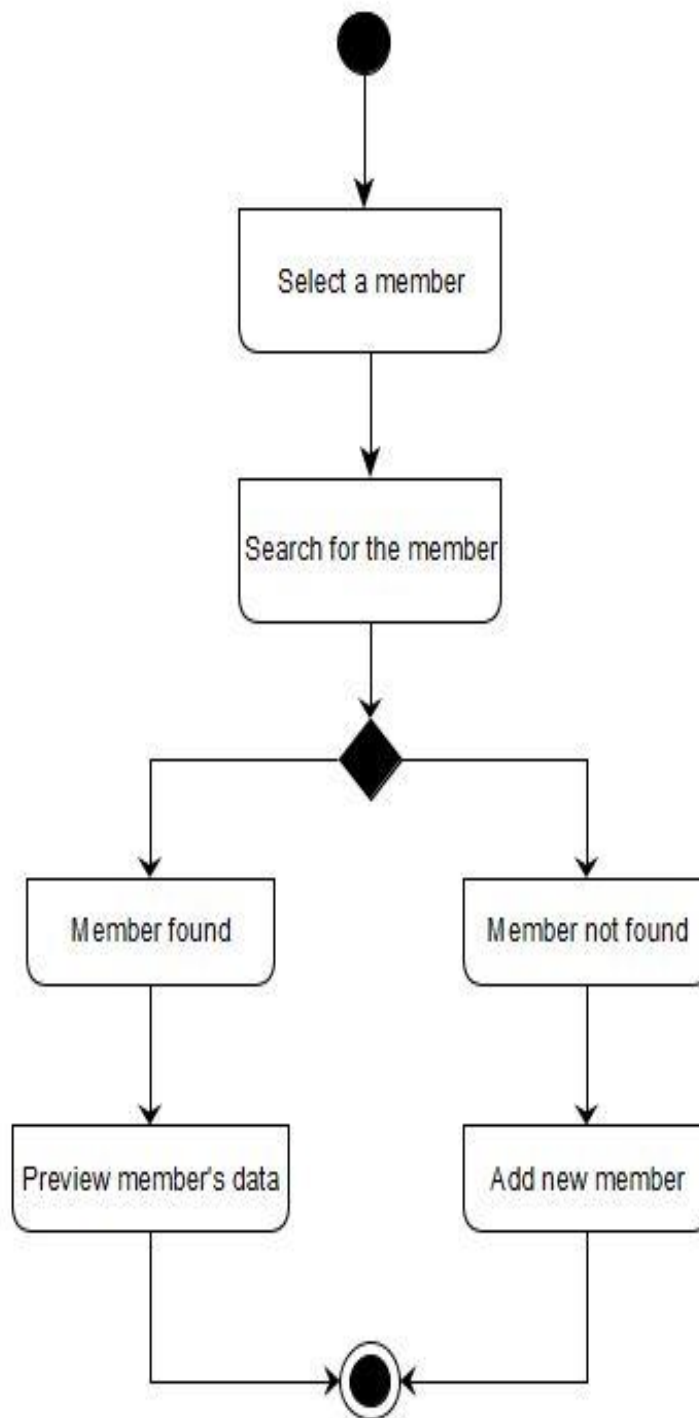 Select a member
Search for the member
Member found
Member not found
Preview member's data
Add new member